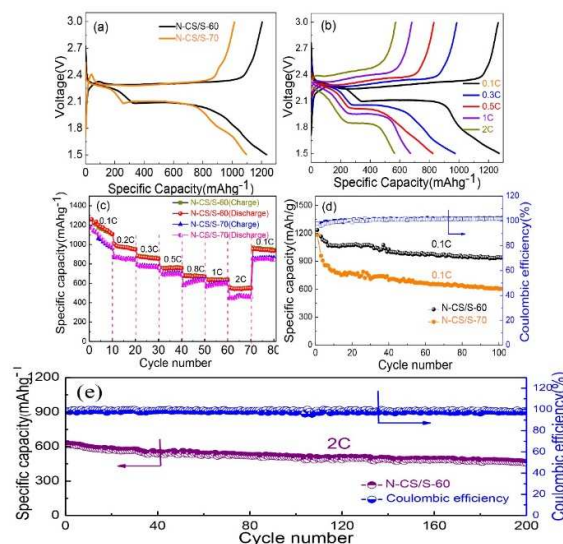 (a)
N-CS/S-60
N-CS/S-70
Voltage(V)
3.0
2.4
1.8
1.5
0 200 400 600 800 1000 1200
Specific Capacity(mAhg⁻¹)
(b)
0.1C
0.3C
0.5C
1C
2C
Voltage(V)
3.0
2.7
2.4
2.1
1.8
1.5
0 200 400 600 800 1000 1200
Specific Capacity(mAhg⁻¹)
(c)
N-CS/S-60(Charge)
N-CS/S-60(Discharge)
N-CS/S-70(Charge)
N-CS/S-70(Discharge)
0.1C
0.2C
0.3C
0.5C
0.8C
1C
2C
0.1C
Specific capacity(mAhg⁻¹)
1400
1200
1000
800
600
400
200
0
0 10 20 30 40 50 60 70 80
Cycle number
(d)
0.1C
0.1C
N-CS/S-60
N-CS/S-70
Specific capacity(mAh/g)
1500
1200
900
600
300
0
0 20 40 60 80 100
Cycle number
Coulombic efficiency(%)
120
100
80
60
40
20
0
(e)
2C
N-CS/S-60
Coulombic efficiency
Specific capacity(mAhg⁻¹)
1200
900
600
300
0
0 40 80 120 160 200
Cycle number
Coulombic efficiency(%)
120
100
80
60
40
20
0